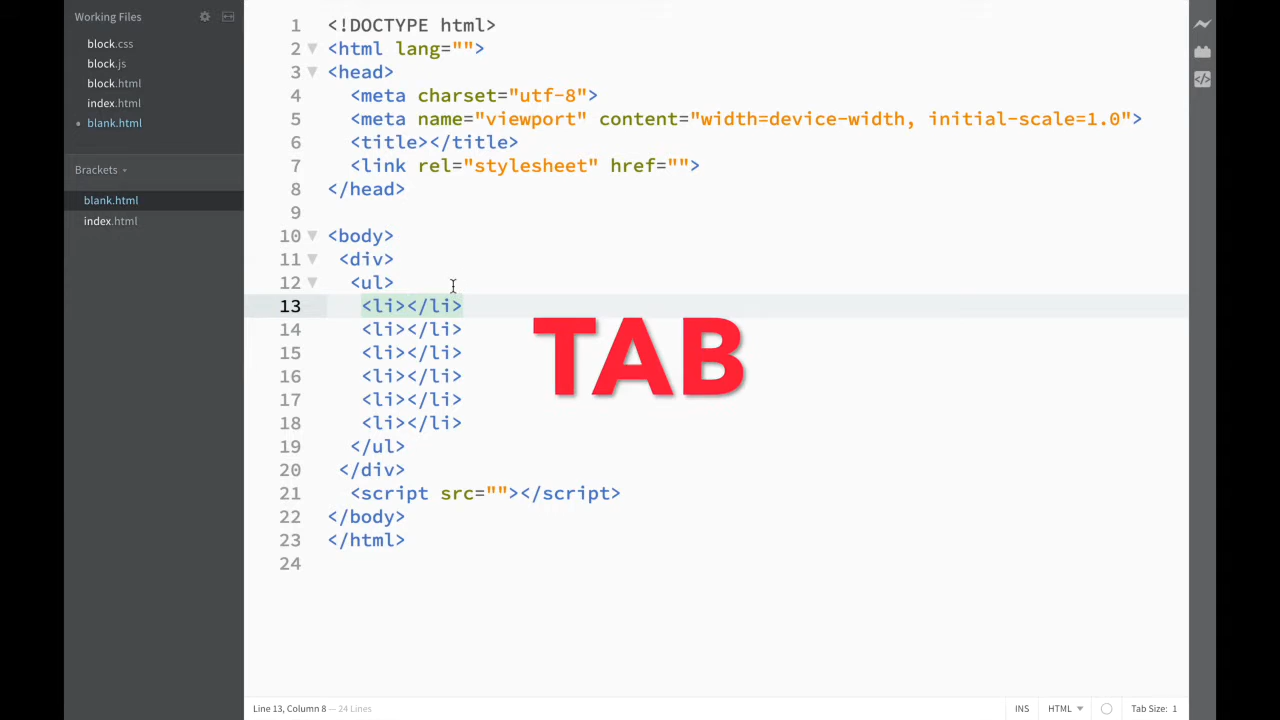 Working Files
block.css
block.js
block.html
index.html
blank.html
Brackets
blank.html
index.html
1 <!DOCTYPE html>
2 <html lang="">
3 <head>
4 <meta charset="utf-8">
5 <meta name="viewport" content="width=device-width, initial-scale=1.0">
6 <title></title>
7 <link rel="stylesheet" href="">
8 </head>
9
10 <body>
11 <div>
12 <ul>
13 <li></li>
14 <li></li>
15 <li></li>
16 <li></li>
17 <li></li>
18 <li></li>
19 </ul>
20 </div>
21 <script src=""></script>
22 </body>
23 </html>
24
TAB
Line 13, Column 8 — 24 Lines
INS HTML Tab Size: 1